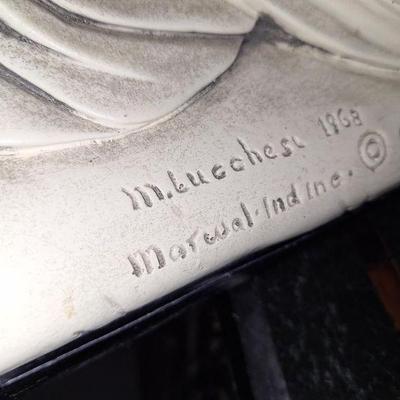 M. Lucchesi 1968 ©
Marwal. Ind Inc.